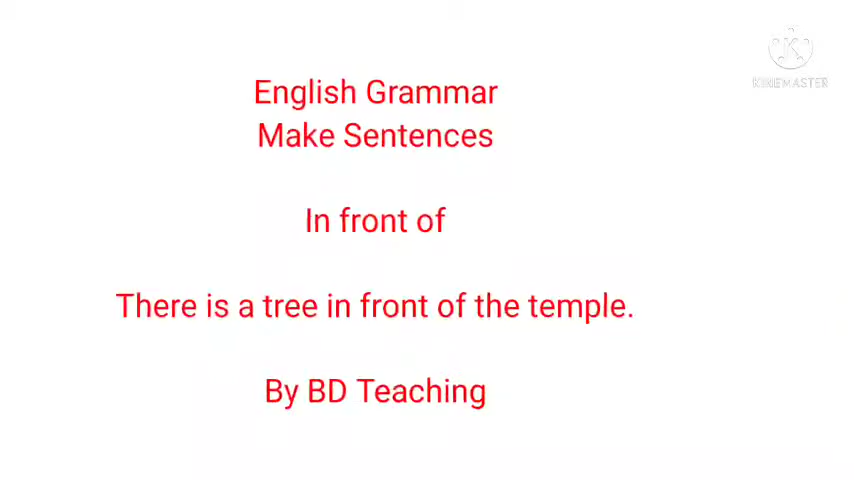 KINEMASTER
English Grammar
Make Sentences
In front of
There is a tree in front of the temple.
By BD Teaching